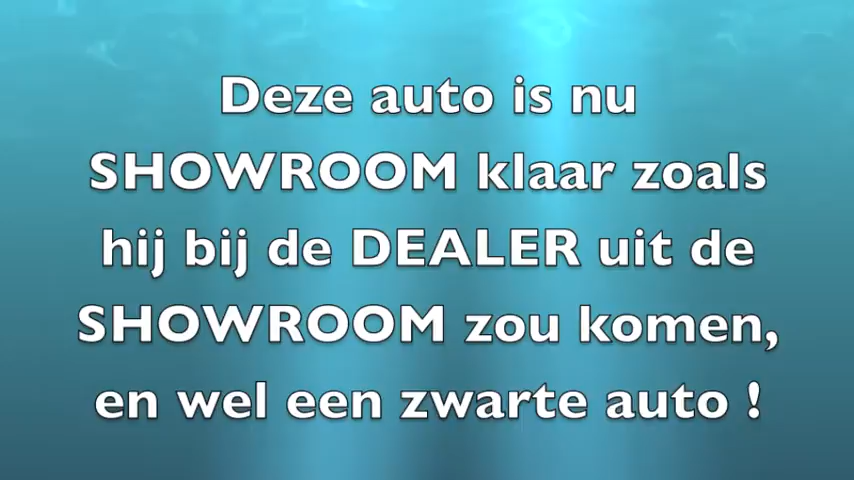 Deze auto is nu
SHOWROOM klaar zoals
hij bij de DEALER uit de
SHOWROOM zou komen,
en wel een zwarte auto !